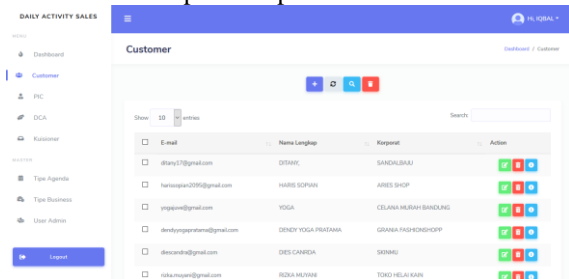 DAILY ACTIVITY SALES
Hi, IQBAL
MENU
Dashboard
Customer
PIC
DCA
Kuisioner
MASTER
Tipe Agenda
Tipe Business
User Admin
Logout
Customer
Dashboard / Customer
Show 10 entries
Search:
E-mail Nama Lengkap Korporat Action
ditany17@gmail.com DITANY, SANDALBAJU
harissopian2095@gmail.com HARIS SOPIAN ARIES SHOP
yogajuve@gmail.com YOGA CELANA MURAH BANDUNG
dendyyogapratama@gmail.com DENDY YOGA PRATAMA GRANIA FASHIONSHOPP
diescandra@gmail.com DIES CANRDA SKINMU
rizka.muyani@gmail.com RIZKA MUYANI TOKO HELAI KAIN